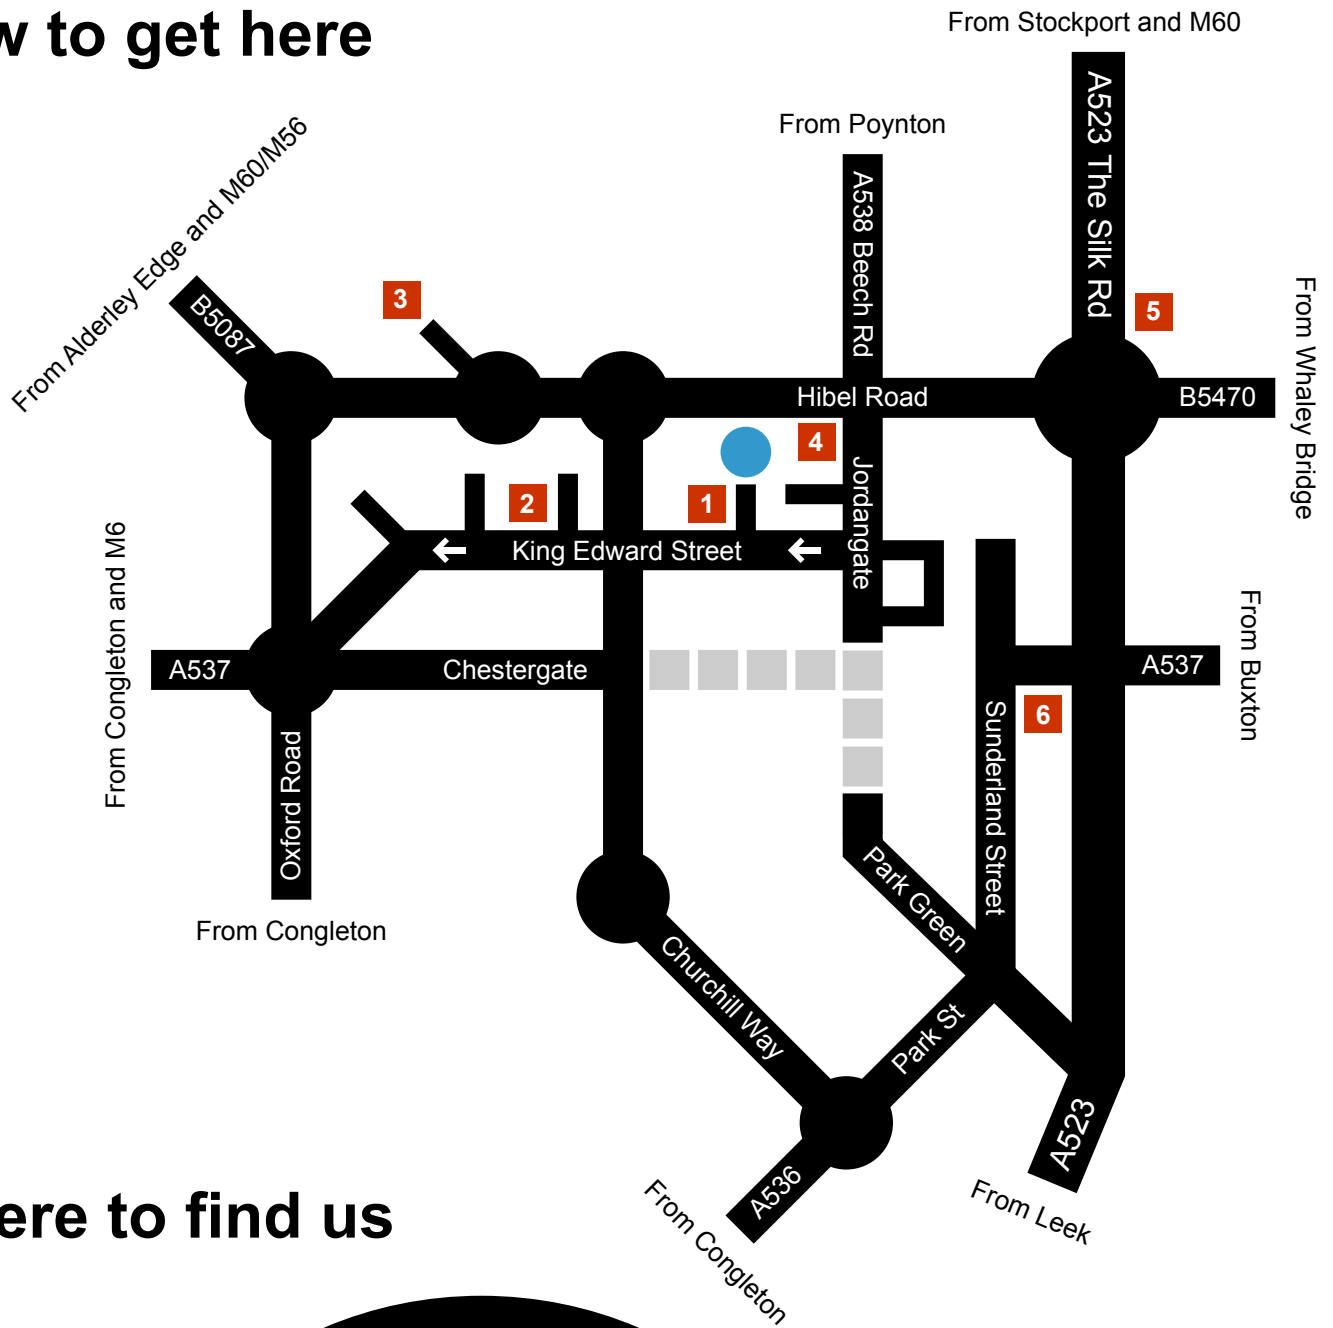 w to get here
From Stockport and M60
From Poynton
A523 The Silk Rd
A538 Beech Rd
From Alderley Edge and M60/M56
B5087
3
5
From Whaley Bridge
Hibel Road
B5470
4
Jordangate
2
1
King Edward Street
From Congleton and M6
A537
Chestergate
A537
From Buxton
6
Sunderland Street
Oxford Road
From Congleton
Park Green
Churchill Way
Park St
A523
A536
From Leek
From Congleton
ere to find us